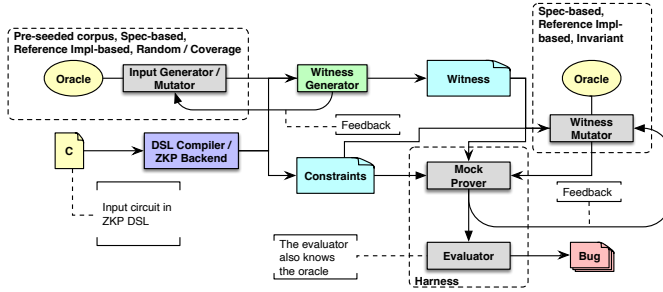 Pre-seeded corpus, Spec-based,
Reference Impl-based, Random / Coverage
Oracle
Input Generator /
Mutator
Witness
Generator
Witness
Spec-based,
Reference Impl-
based, Invariant
Oracle
Witness
Mutator
Feedback
C
DSL Compiler /
ZKP Backend
Constraints
Mock
Prover
Feedback
Input circuit in
ZKP DSL
The evaluator
also knows
the oracle
Evaluator
Bug
Harness